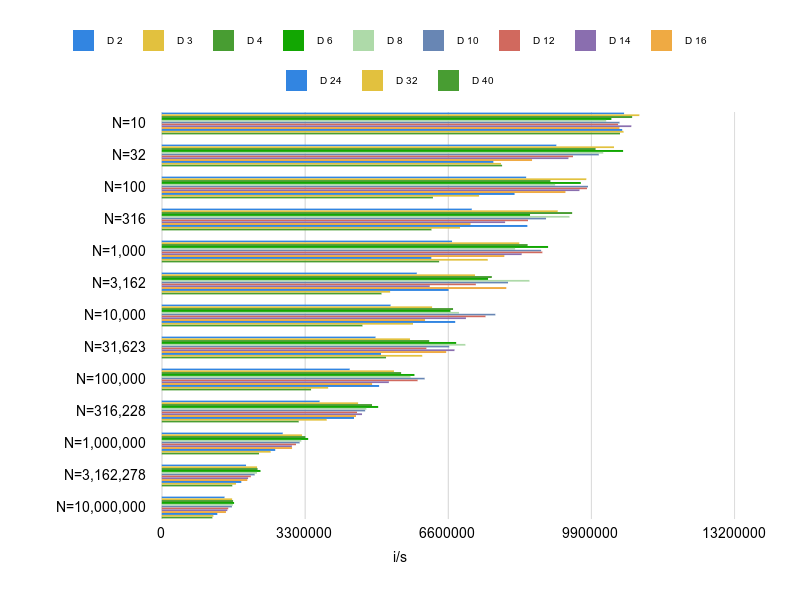 D 2 D 3 D 4 D 6 D 8 D 10 D 12 D 14 D 16
D 24 D 32 D 40
N=10
N=32
N=100
N=316
N=1,000
N=3,162
N=10,000
N=31,623
N=100,000
N=316,228
N=1,000,000
N=3,162,278
N=10,000,000
0 3300000 6600000 9900000 13200000
i/s